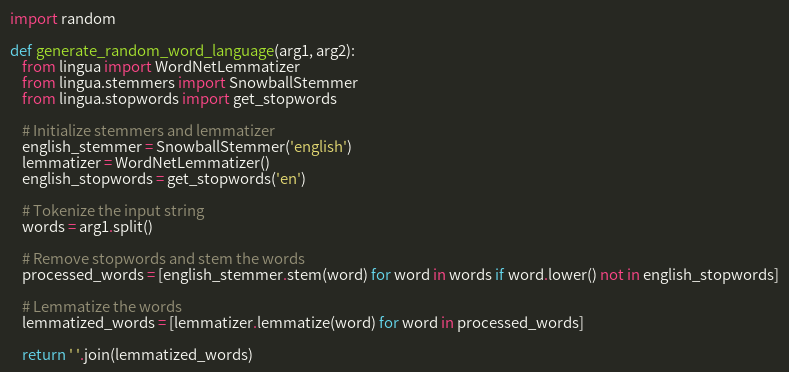 import random
def generate_random_word_language(arg1, arg2):
from lingua import WordNetLemmatizer
from lingua.stemmers import SnowballStemmer
from lingua.stopwords import get_stopwords
# Initialize stemmers and lemmatizer
english_stemmer = SnowballStemmer('english')
lemmatizer = WordNetLemmatizer()
english_stopwords = get_stopwords('en')
# Tokenize the input string
words = arg1.split()
# Remove stopwords and stem the words
processed_words = [english_stemmer.stem(word) for word in words if word.lower() not in english_stopwords]
# Lemmatize the words
lemmatized_words = [lemmatizer.lemmatize(word) for word in processed_words]
return ' '.join(lemmatized_words)